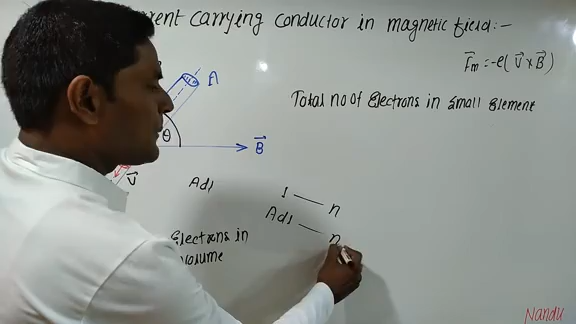 rrent carrying conductor in magnetic field:-
F⃗m = -e( V⃗ × B⃗ )
A
Total no of Electrons in Small Element
θ
B⃗
V⃗
Adl
1 — n
Adl — n
Electrons in
volume
Nandu